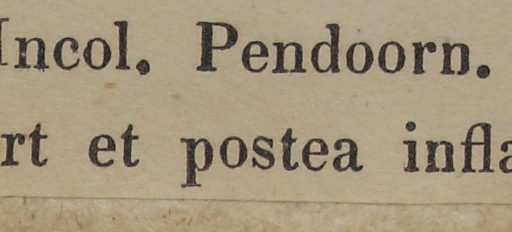 Incol. Pendoorn.
rt et postea infla